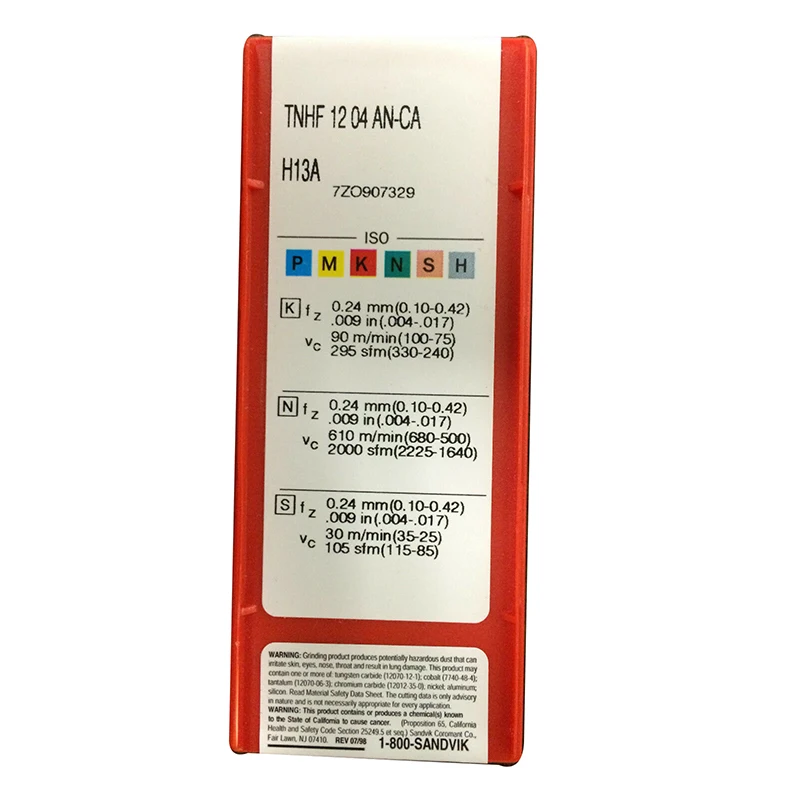 TNHF 12 04 AN-CA
H13A
7ZO907329
ISO
P M K N S H
K fz 0.24 mm(0.10-0.42)
.009 in(.004-.017)
vc 90 m/min(100-75)
295 sfm(330-240)
N fz 0.24 mm(0.10-0.42)
.009 in(.004-.017)
vc 610 m/min(680-500)
2000 sfm(2225-1640)
S fz 0.24 mm(0.10-0.42)
.009 in(.004-.017)
vc 30 m/min(35-25)
105 sfm(115-85)
WARNING: Grinding product produces potentially hazardous dust that can
irritate skin, eyes, nose, throat and result in lung damage. This product may
contain one or more of: tungsten carbide (12070-12-1); cobalt (7740-48-4);
tantalum (12070-06-3); chromium carbide (12012-35-0), nickel; aluminum;
silicon. Read Material Safety Data Sheet. The cutting data is only advisory
in nature and is not necessarily appropriate for every application.
WARNING: This product contains or produces a chemical(s) known
to the State of California to cause cancer. (Proposition 65, California
Health and Safety Code Section 25249.5 et seq.) Sandvik Coromant Co.,
Fair Lawn, NJ 07410. REV 07/98 1-800-SANDVIK